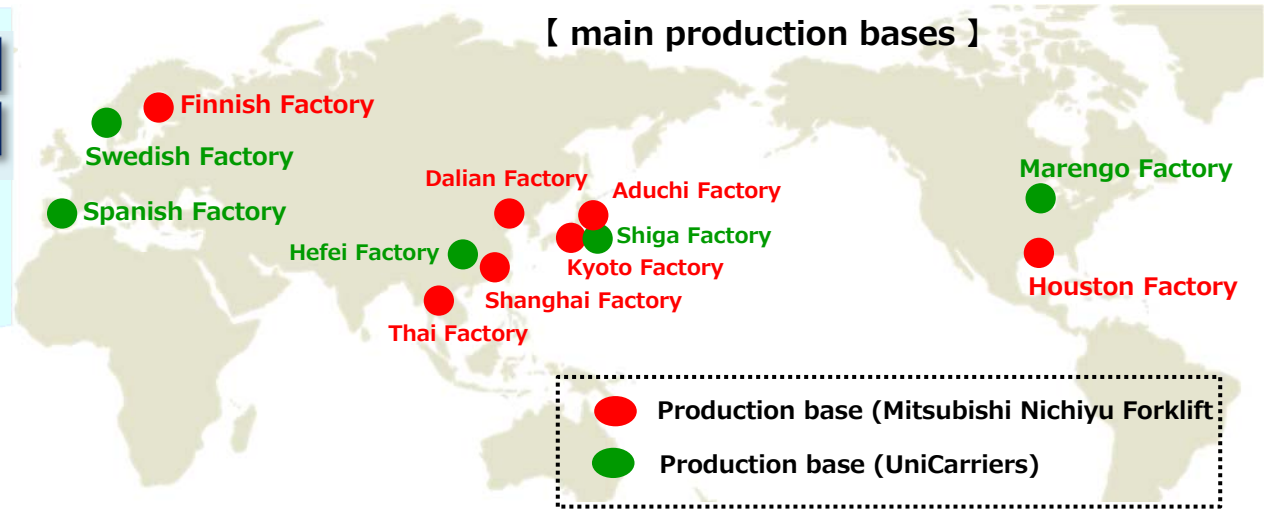 【 main production bases 】
Finnish Factory
Swedish Factory
Spanish Factory
Dalian Factory
Aduchi Factory
Marengo Factory
Hefei Factory
Shiga Factory
Kyoto Factory
Shanghai Factory
Houston Factory
Thai Factory
Production base (Mitsubishi Nichiyu Forklift
Production base (UniCarriers)